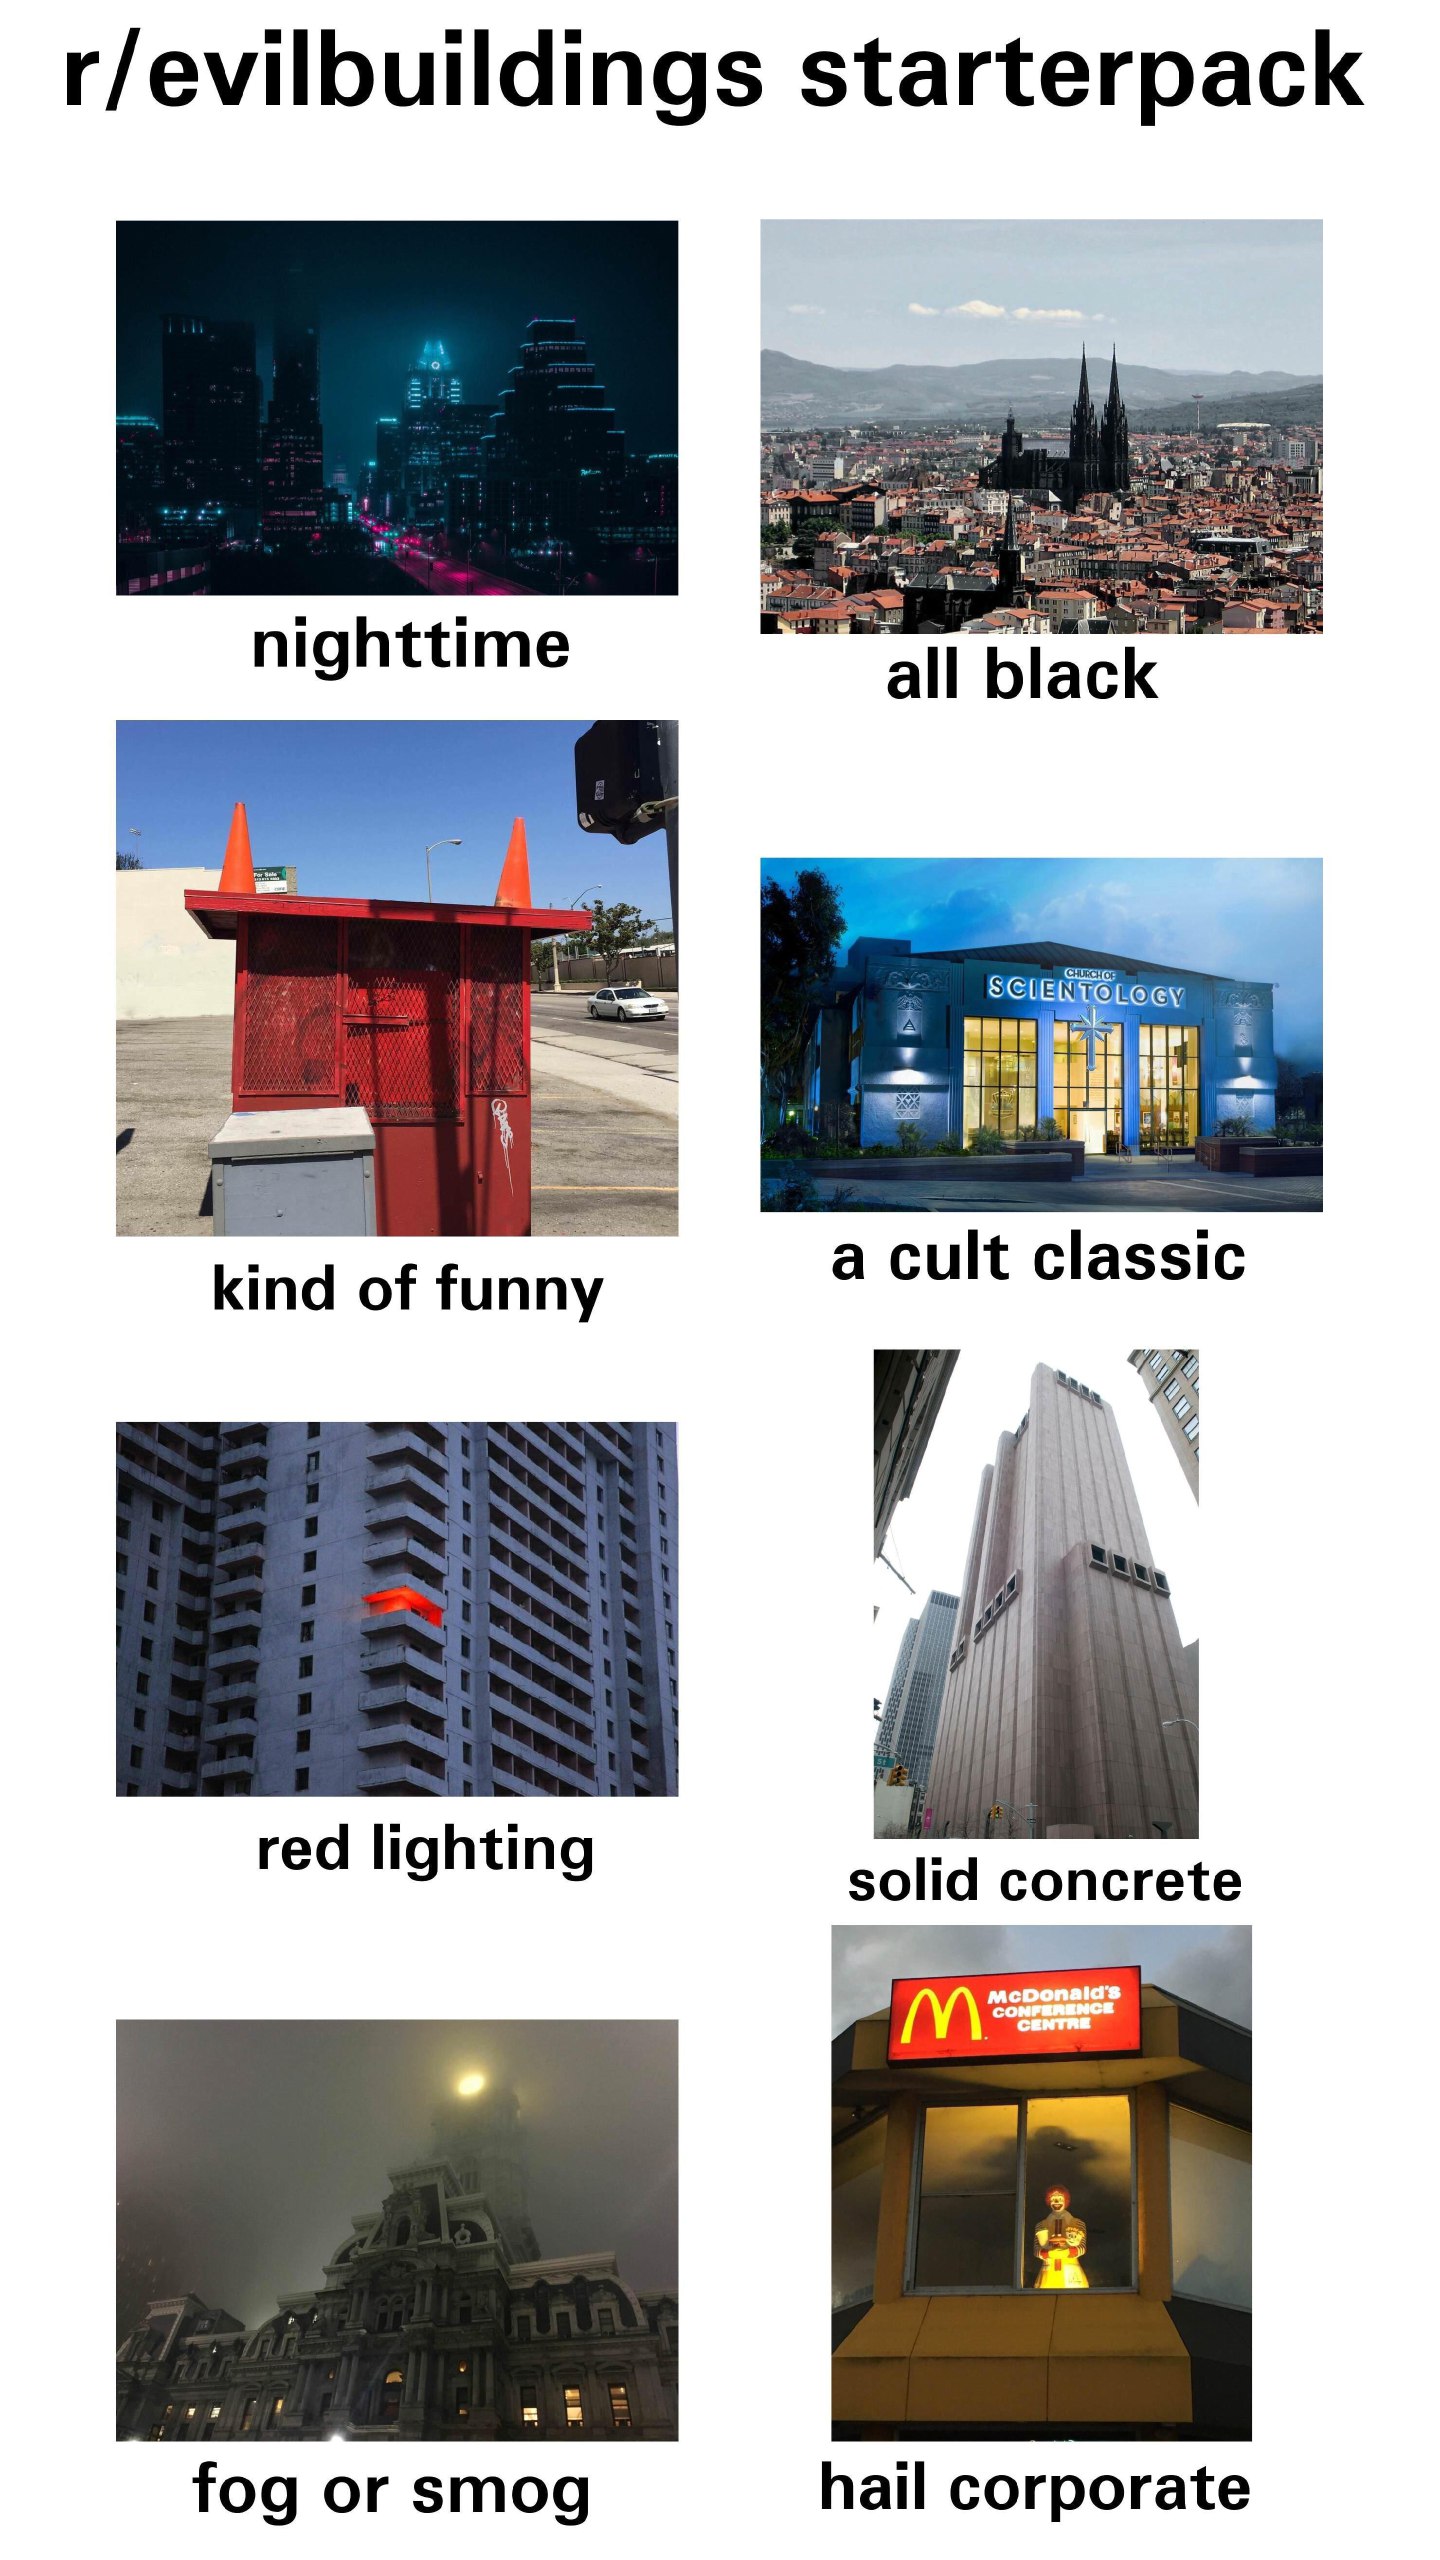 r/evilbuildings starterpack
nighttime
all black
For Sale
kind of funny
CHURCH OF
SCIENTOLOGY
a cult classic
red lighting
solid concrete
fog or smog
McDonald's
CONFERENCE
CENTRE
hail corporate